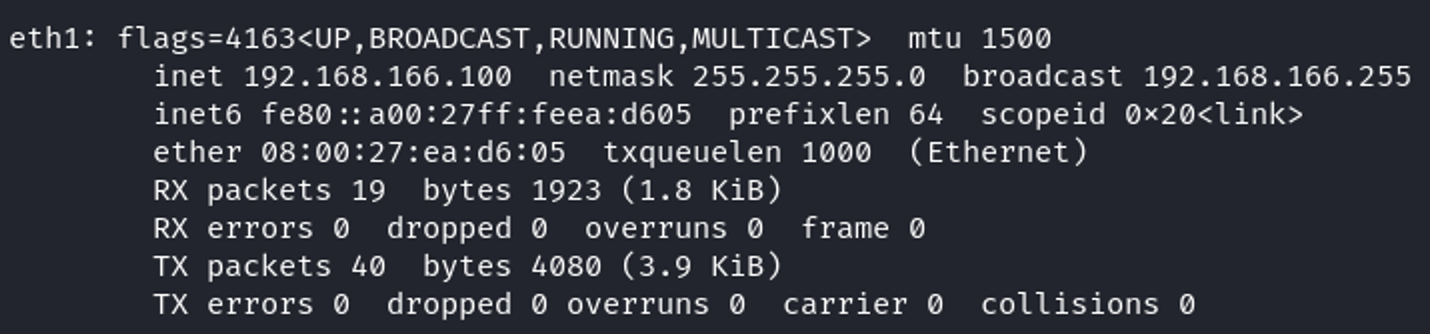 eth1: flags=4163<UP,BROADCAST,RUNNING,MULTICAST>  mtu 1500
inet 192.168.166.100  netmask 255.255.255.0  broadcast 192.168.166.255
inet6 fe80::a00:27ff:feea:d605  prefixlen 64  scopeid 0×20<link>
ether 08:00:27:ea:d6:05  txqueuelen 1000  (Ethernet)
RX packets 19  bytes 1923 (1.8 KiB)
RX errors 0  dropped 0  overruns 0  frame 0
TX packets 40  bytes 4080 (3.9 KiB)
TX errors 0  dropped 0 overruns 0  carrier 0  collisions 0